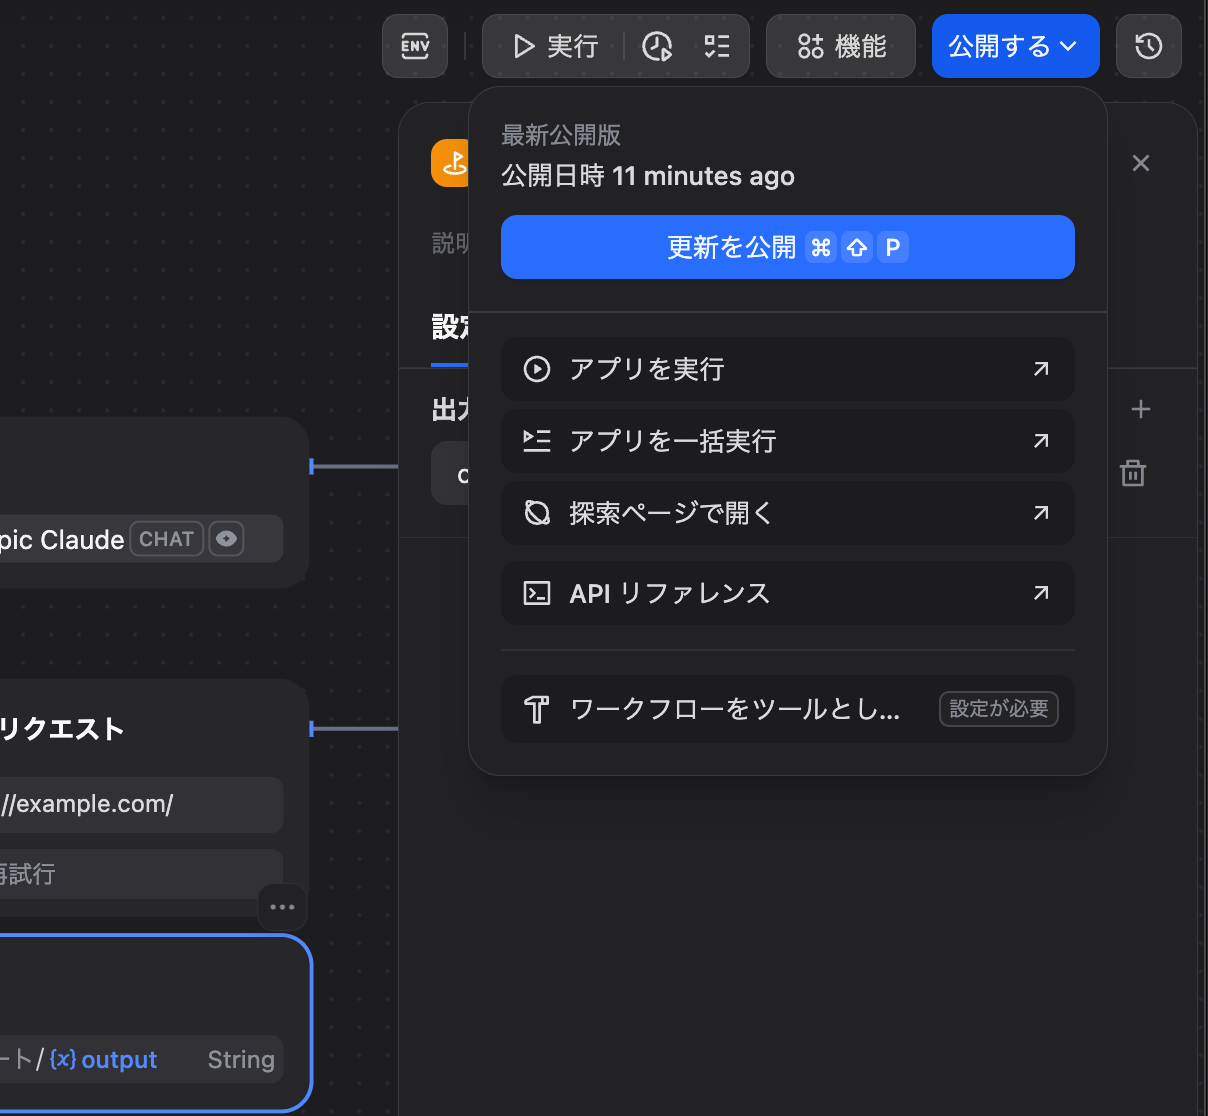 ENV
実行
機能
公開する
最新公開版
公開日時 11 minutes ago
更新を公開 ⌘ ⇧ P
アプリを実行
アプリを一括実行
探索ページで開く
API リファレンス
ワークフローをツールとし... 設定が必要
説明
設定
出力
pic Claude CHAT
リクエスト
//example.com/
再試行
ート/{x} output String